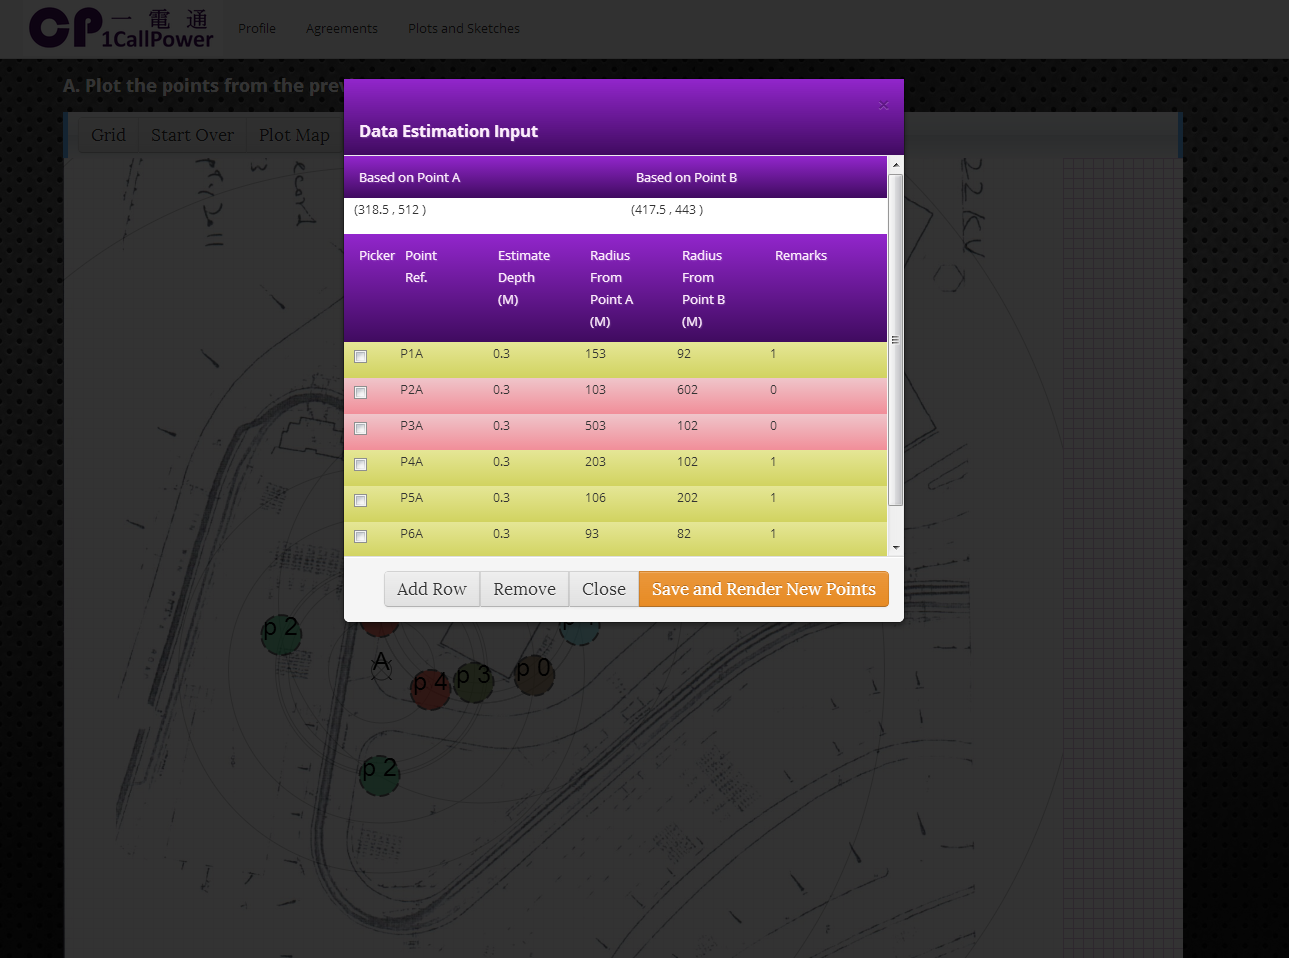 CP 一 電 通
1CallPower
Profile
Agreements
Plots and Sketches
A. Plot the points from the prev
Grid
Start Over
Plot Map
×
Data Estimation Input
Based on Point A
Based on Point B
(318.5 , 512 )
(417.5 , 443 )
Picker
Point
Ref.
Estimate
Depth
(M)
Radius
From
Point A
(M)
Radius
From
Point B
(M)
Remarks
P1A 0.3 153 92 1
P2A 0.3 103 602 0
P3A 0.3 503 102 0
P4A 0.3 203 102 1
P5A 0.3 106 202 1
P6A 0.3 93 82 1
Add Row
Remove
Close
Save and Render New Points
22KV
p 2
A
p 4
p 3
p 0
p 2